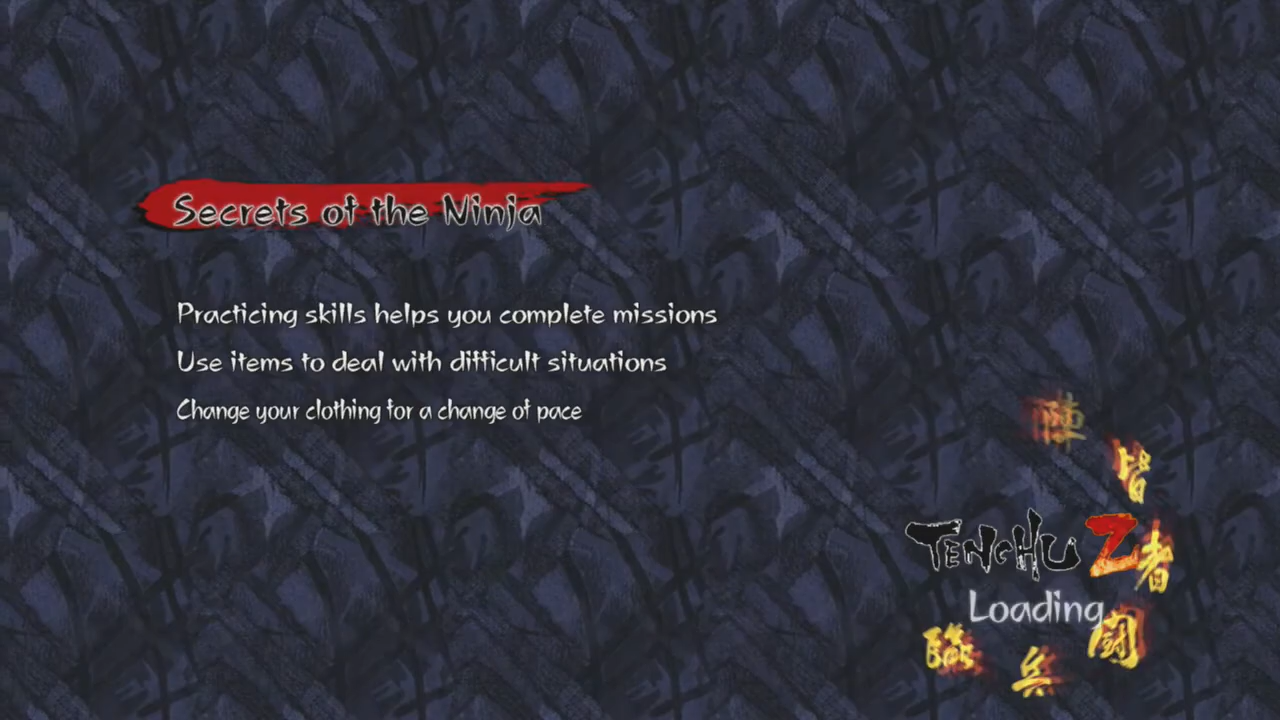 Secrets of the Ninja
Practicing skills helps you complete missions
Use items to deal with difficult situations
Change your clothing for a change of pace
陣
皆
TENCHU Z
者
Loading
臨
兵
闘